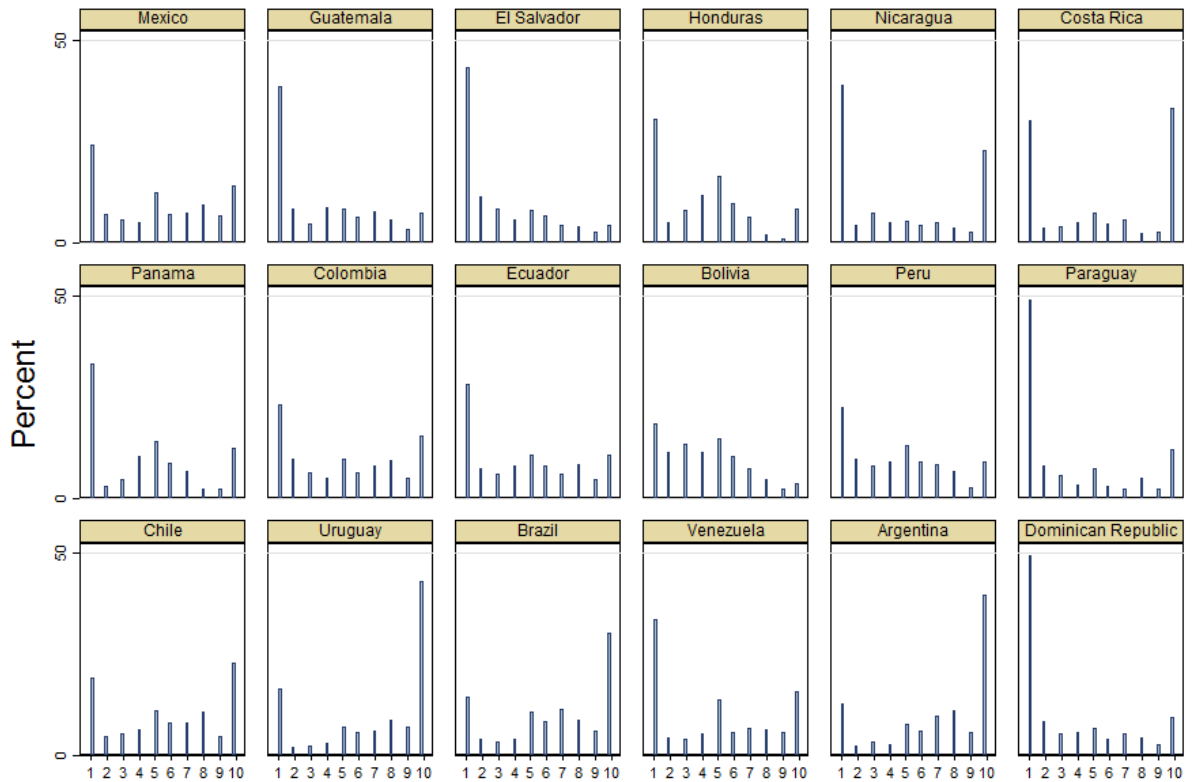 Mexico Guatemala El Salvador Honduras Nicaragua Costa Rica
50
0
Panama Colombia Ecuador Bolivia Peru Paraguay
50
0
Percent
Chile Uruguay Brazil Venezuela Argentina Dominican Republic
50
0
1 2 3 4 5 6 7 8 9 10 1 2 3 4 5 6 7 8 9 10 1 2 3 4 5 6 7 8 9 10 1 2 3 4 5 6 7 8 9 10 1 2 3 4 5 6 7 8 9 10 1 2 3 4 5 6 7 8 9 10